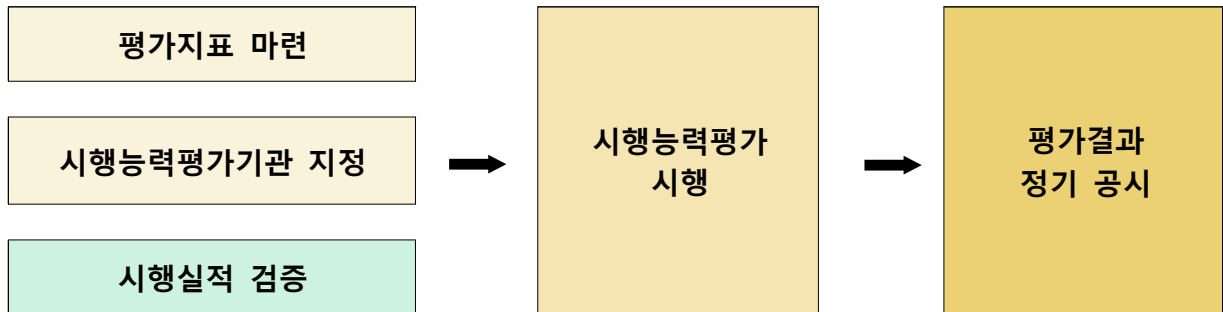 평가지표 마련
시행능력평가기관 지정
시행실적 검증
시행능력평가
시행
평가결과
정기 공시